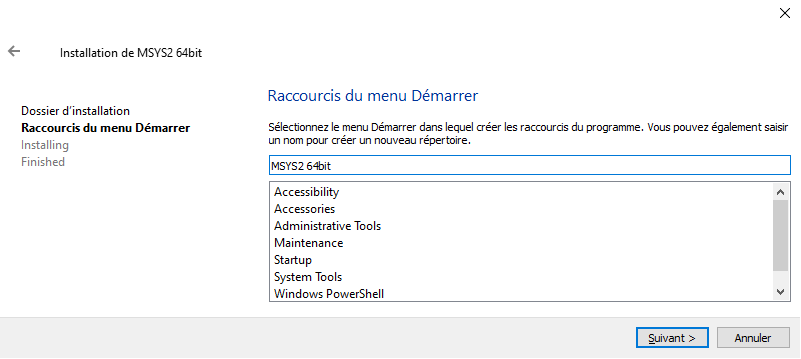 Installation de MSYS2 64bit
Dossier d'installation
Raccourcis du menu Démarrer
Installing
Finished
Raccourcis du menu Démarrer
Sélectionnez le menu Démarrer dans lequel créer les raccourcis du programme. Vous pouvez également saisir
un nom pour créer un nouveau répertoire.
MSYS2 64bit
Accessibility
Accessories
Administrative Tools
Maintenance
Startup
System Tools
Windows PowerShell
Suivant >
Annuler